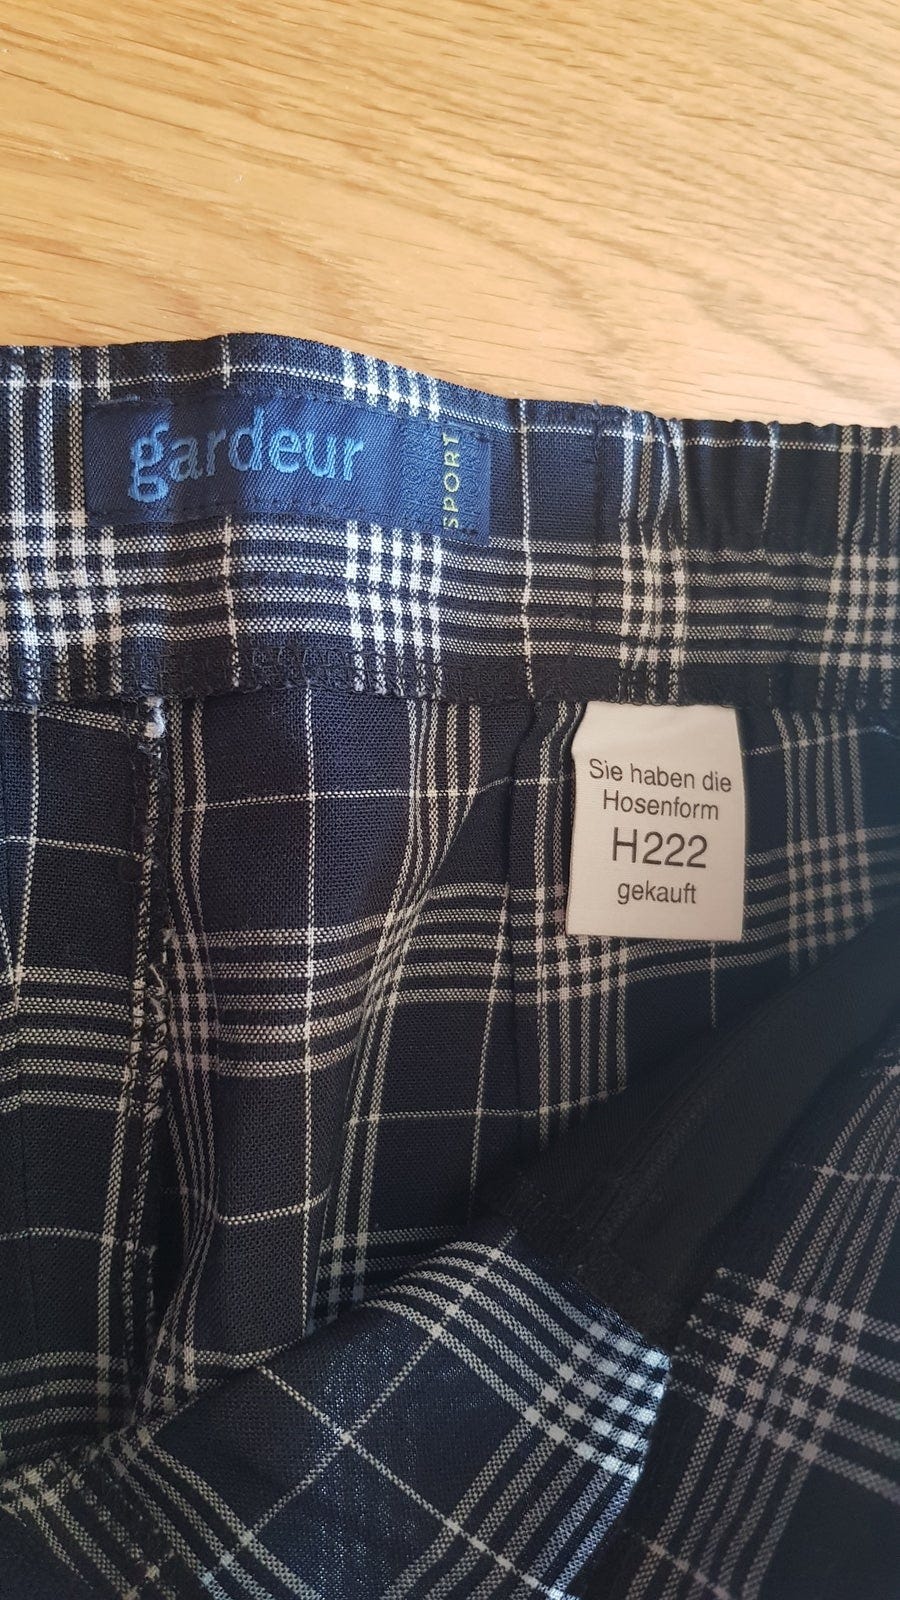 gardeur
SPORT
Sie haben die
Hosenform
H222
gekauft